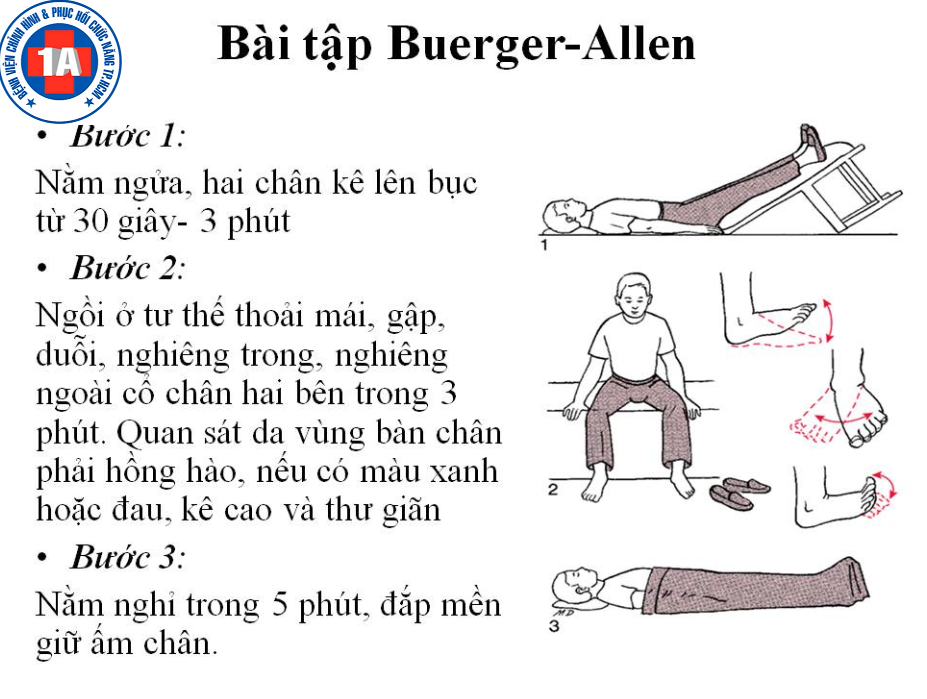 BỆNH VIỆN CHỈNH HÌNH & PHỤC HỒI CHỨC NĂNG TP.HCM
1A
Bài tập Buerger-Allen
• Bước 1:
Nằm ngửa, hai chân kê lên bục
từ 30 giây- 3 phút
1
• Bước 2:
Ngồi ở tư thế thoải mái, gập,
duỗi, nghiêng trong, nghiêng
ngoài cổ chân hai bên trong 3
phút. Quan sát da vùng bàn chân
phải hồng hào, nếu có màu xanh
hoặc đau, kê cao và thư giãn
2
• Bước 3:
Nằm nghỉ trong 5 phút, đắp mền
giữ ấm chân.
MD
3